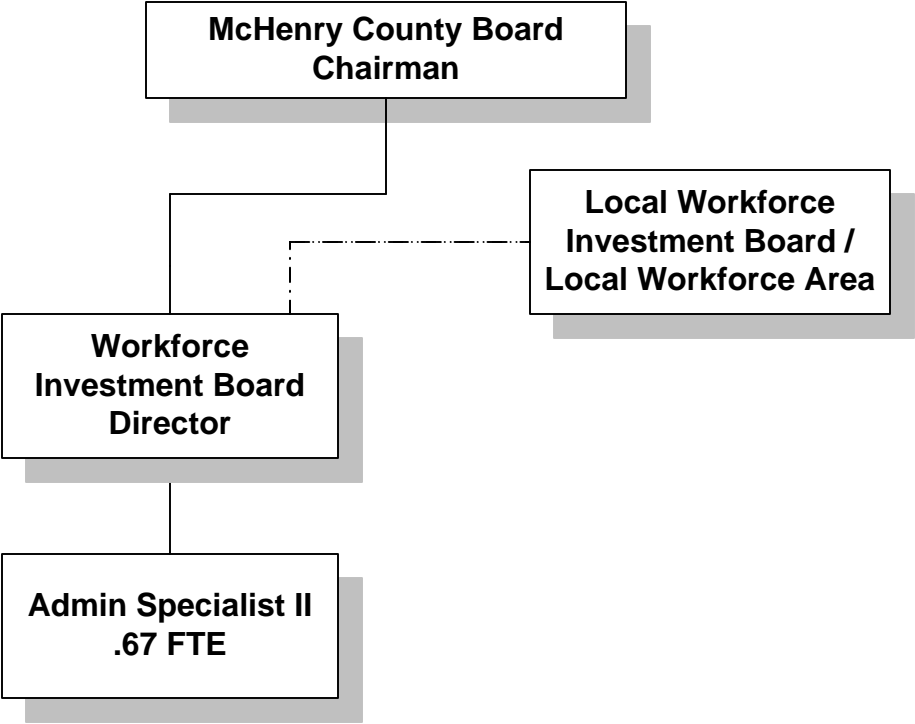 McHenry County Board
Chairman
Local Workforce
Investment Board /
Local Workforce Area
Workforce
Investment Board
Director
Admin Specialist II
.67 FTE